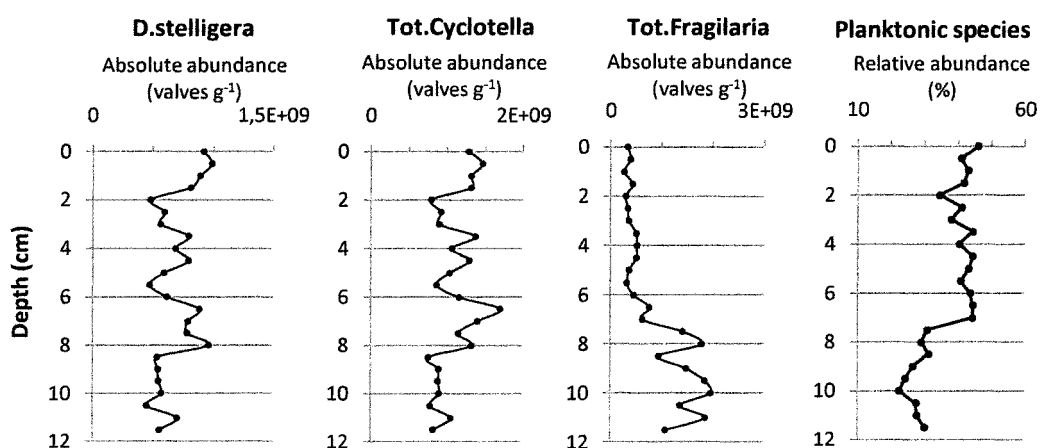 D.stelligera Tot.Cyclotella Tot.Fragilaria Planktonic species
Absolute abundance Absolute abundance Absolute abundance Relative abundance
(valves g-1) (valves g-1) (valves g-1) (%)
0 1,5E+09 0 2E+09 0 3E+09 10 60
0 0 0 0
2 2 2 2
4 4 4 4
6 6 6 6
8 8 8 8
10 10 10 10
12 12 12 12
Depth (cm)